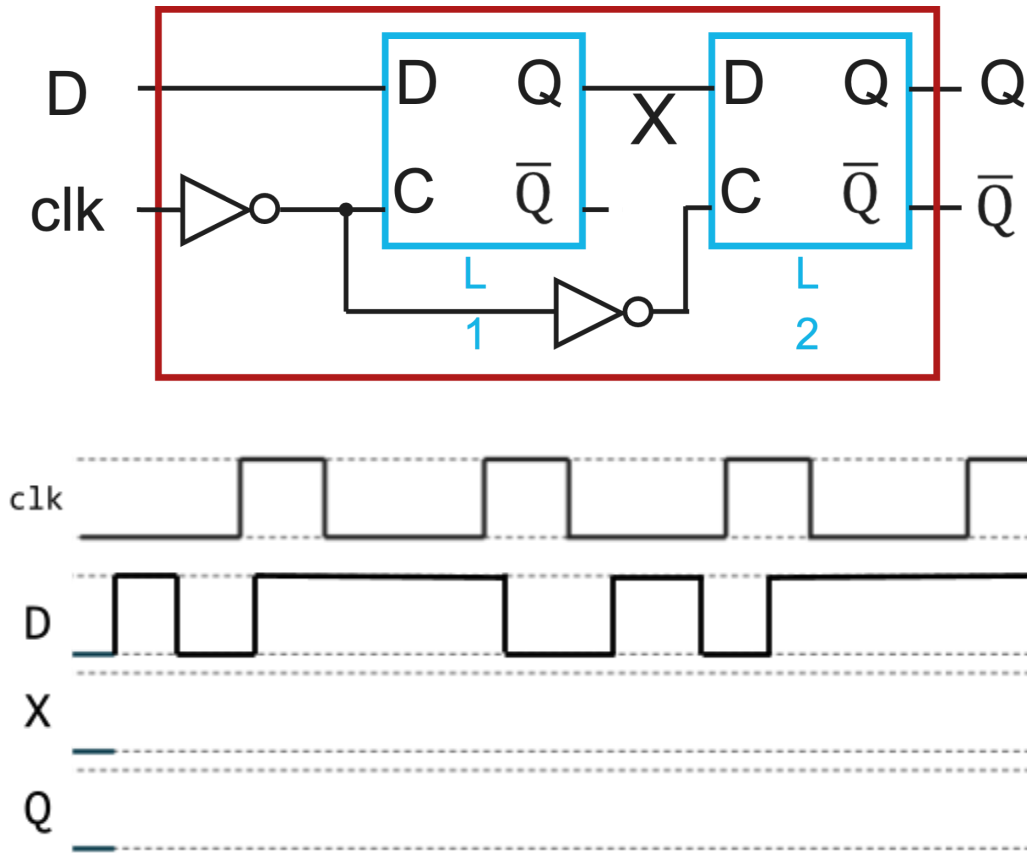 D D Q X D Q Q
clk C Q̅ C Q̅ Q̅
L L
1 2
clk
D
X
Q